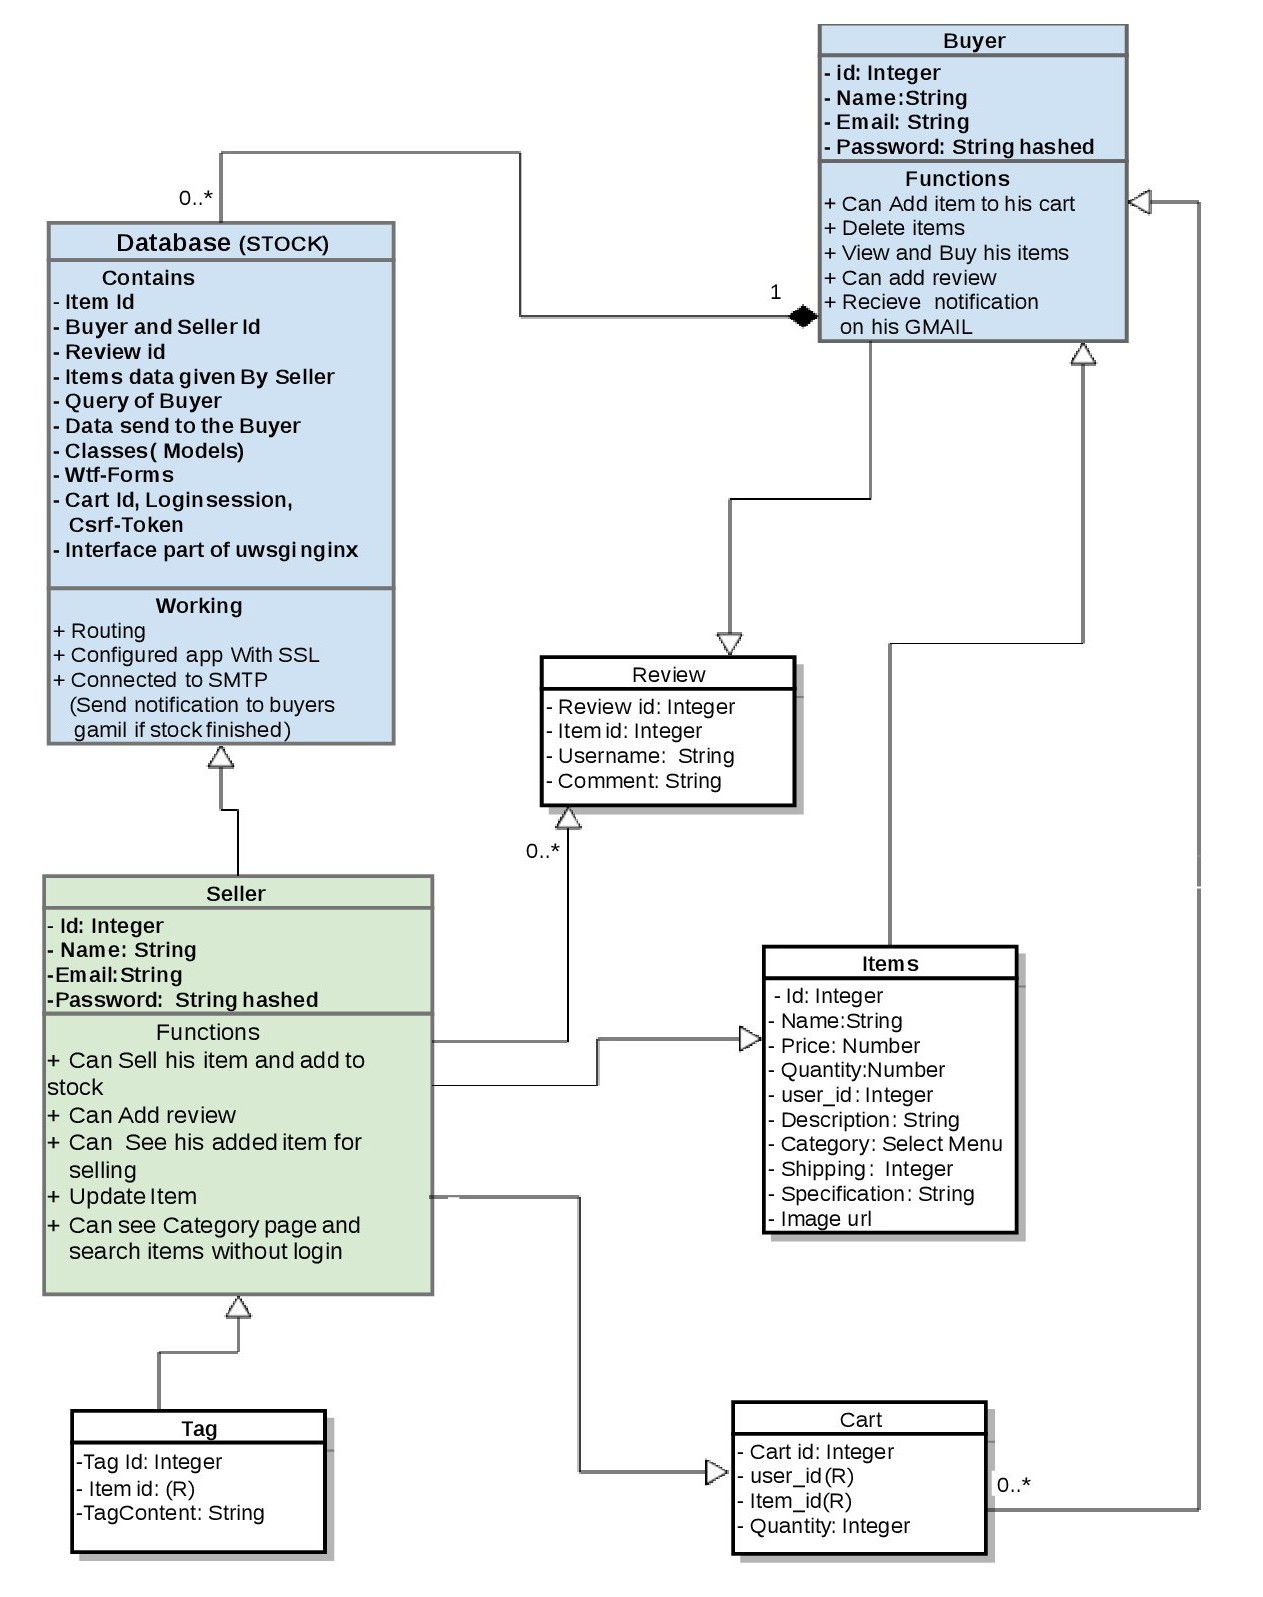 Buyer
- id: Integer
- Name:String
- Email: String
- Password: String hashed
Functions
+ Can Add item to his cart
+ Delete items
+ View and Buy his items
+ Can add review
+ Recieve notification
on his GMAIL
0..*
1
Database (STOCK)
Contains
- Item Id
- Buyer and Seller Id
- Review id
- Items data given By Seller
- Query of Buyer
- Data send to the Buyer
- Classes( Models)
- Wtf-Forms
- Cart Id, Loginsession,
Csrf-Token
- Interface part of uwsgi nginx
Working
+ Routing
+ Configured app With SSL
+ Connected to SMTP
(Send notification to buyers
gamil if stock finished)
Review
- Review id: Integer
- Item id: Integer
- Username: String
- Comment: String
0..*
Seller
- Id: Integer
- Name: String
-Email:String
-Password: String hashed
Functions
+ Can Sell his item and add to
stock
+ Can Add review
+ Can See his added item for
selling
+ Update Item
+ Can see Category page and
search items without login
Items
- Id: Integer
- Name:String
- Price: Number
- Quantity:Number
- user_id: Integer
- Description: String
- Category: Select Menu
- Shipping: Integer
- Specification: String
- Image url
Tag
-Tag Id: Integer
- Item id: (R)
-TagContent: String
Cart
- Cart id: Integer
- user_id(R)
- Item_id(R)
- Quantity: Integer
0..*